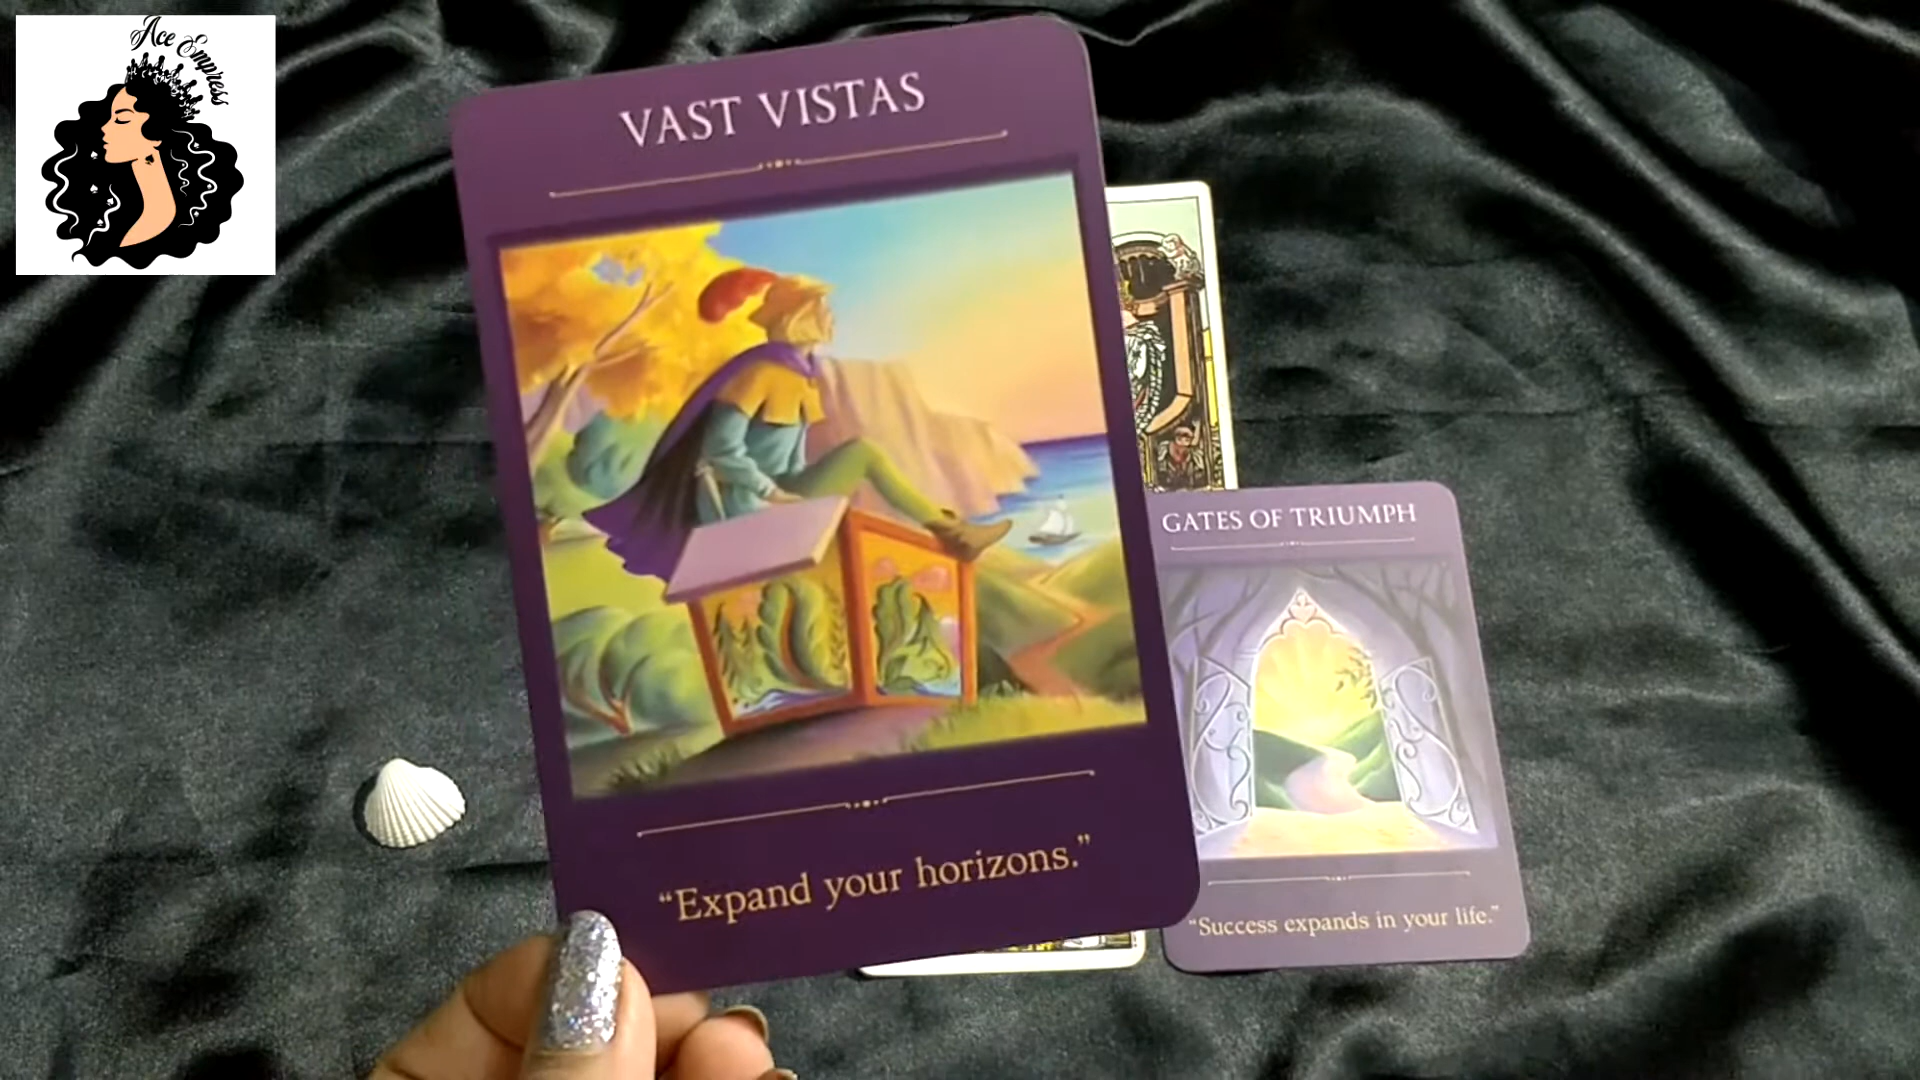 Ace Empress
VAST VISTAS
“Expand your horizons.”
GATES OF TRIUMPH
“Success expands in your life.”